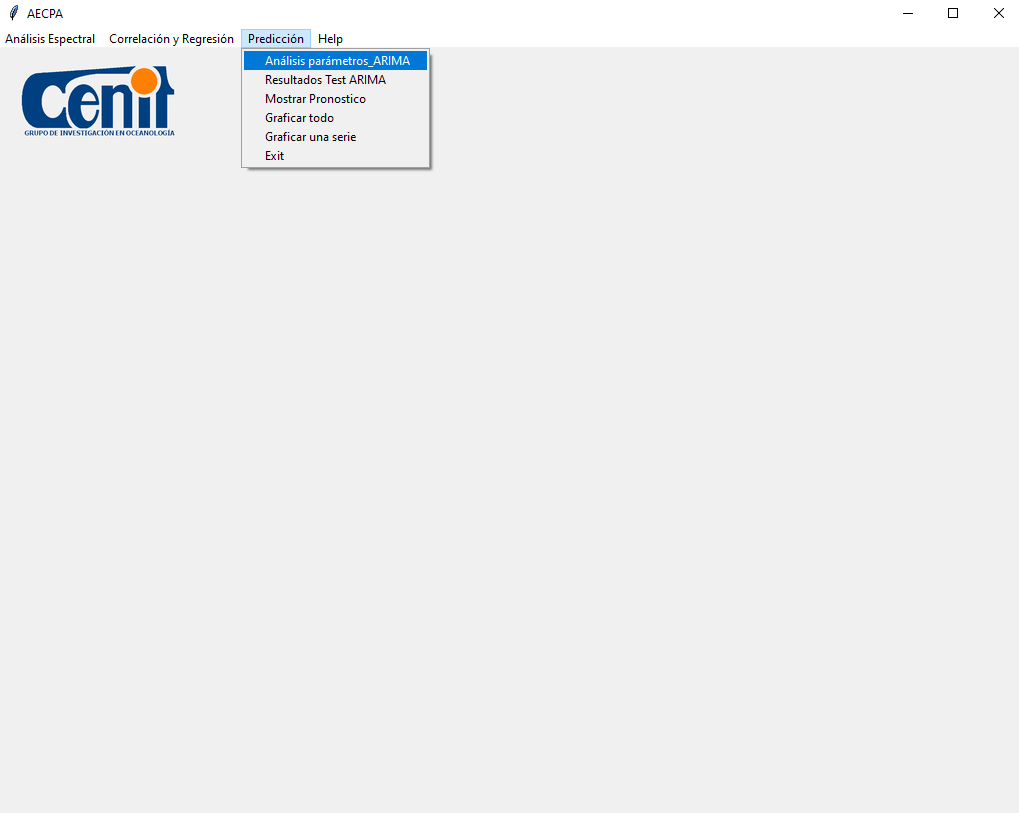 AECPA
Análisis Espectral Correlación y Regresión Predicción Help
Análisis parámetros_ARIMA
Resultados Test ARIMA
Mostrar Pronostico
Graficar todo
Graficar una serie
Exit
Cenit
GRUPO DE INVESTIGACIÓN EN OCEANOLOGÍA